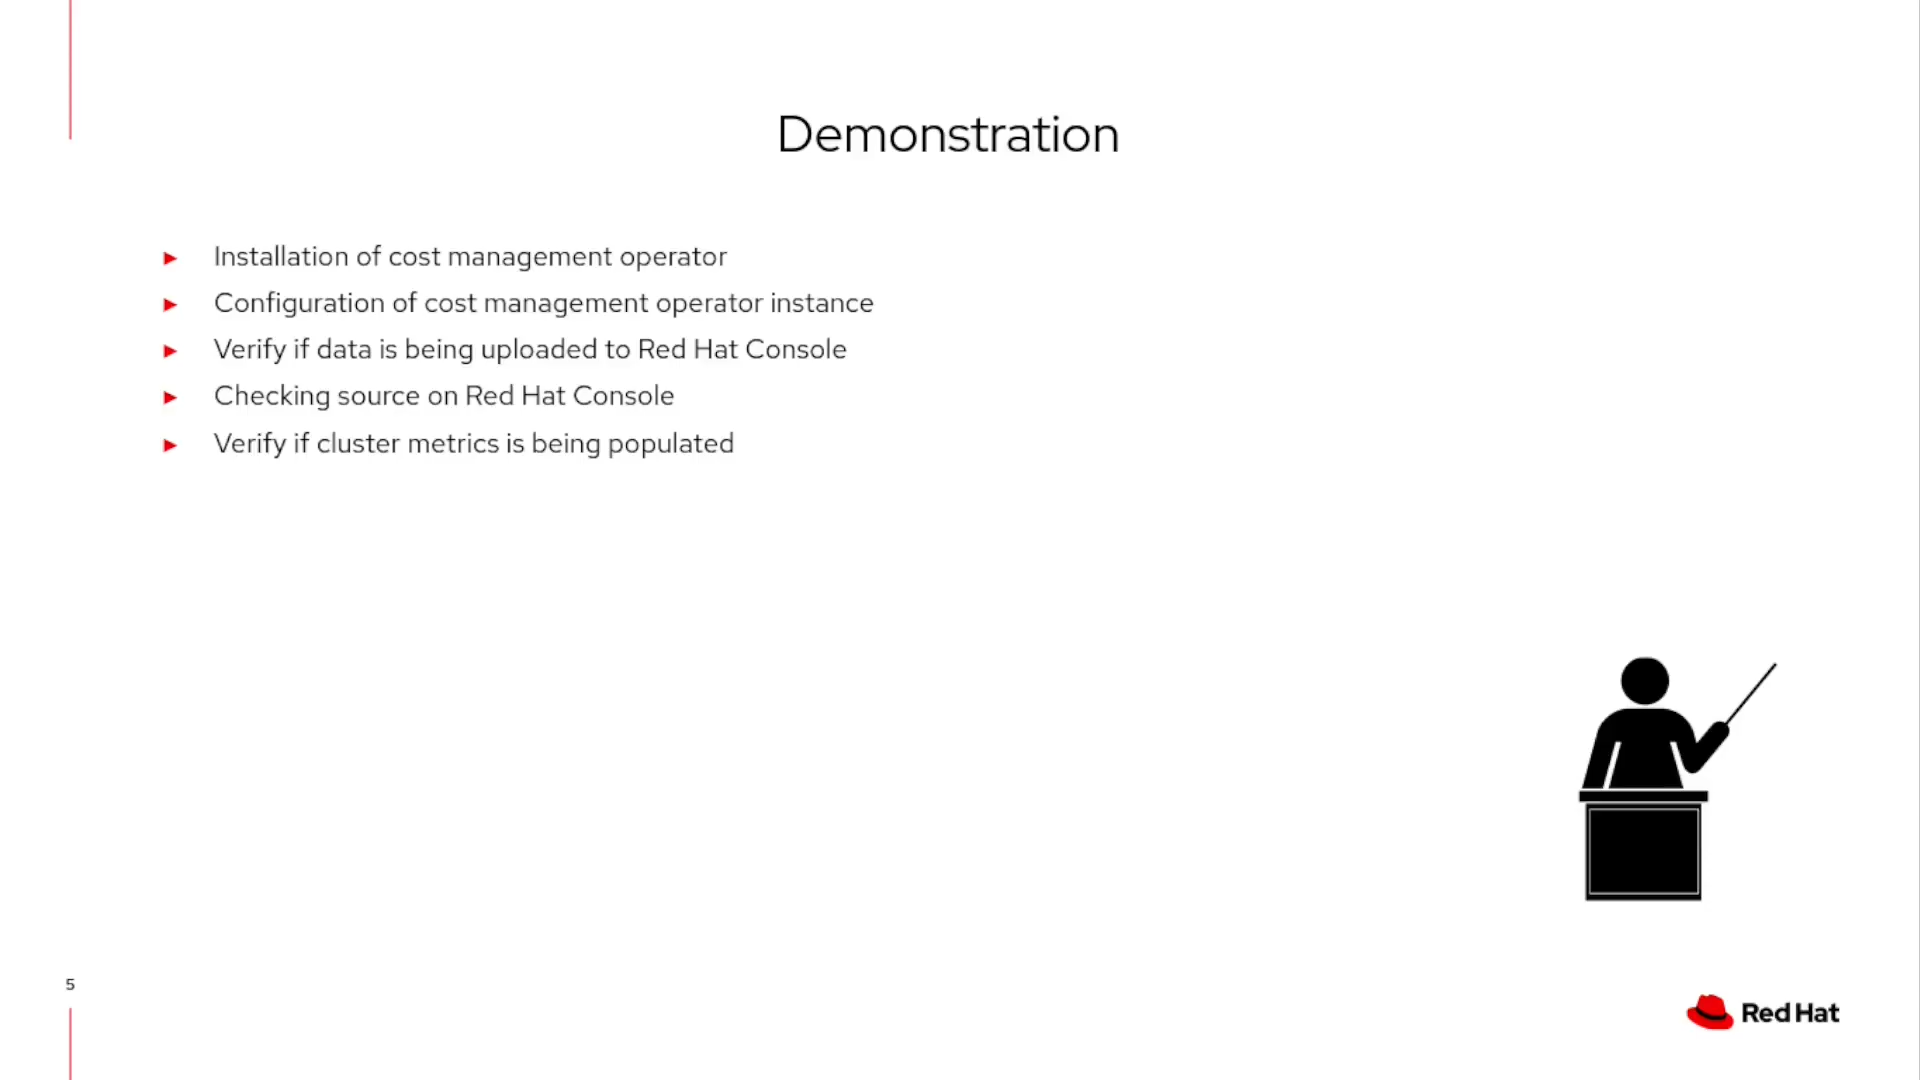 Demonstration
► Installation of cost management operator
► Configuration of cost management operator instance
► Verify if data is being uploaded to Red Hat Console
► Checking source on Red Hat Console
► Verify if cluster metrics is being populated
5
Red Hat